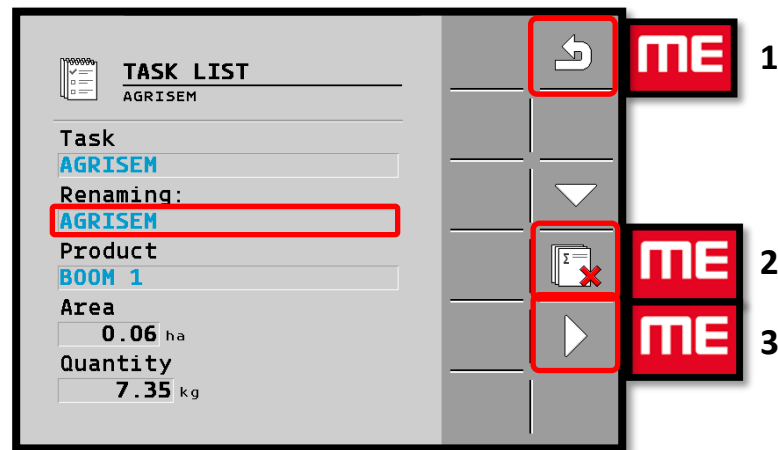 TASK LIST
AGRISEM
Task
AGRISEM
Renaming:
AGRISEM
Product
BOOM 1
Area
0.06 ha
Quantity
7.35 kg
Σ
ME 1
ME 2
ME 3